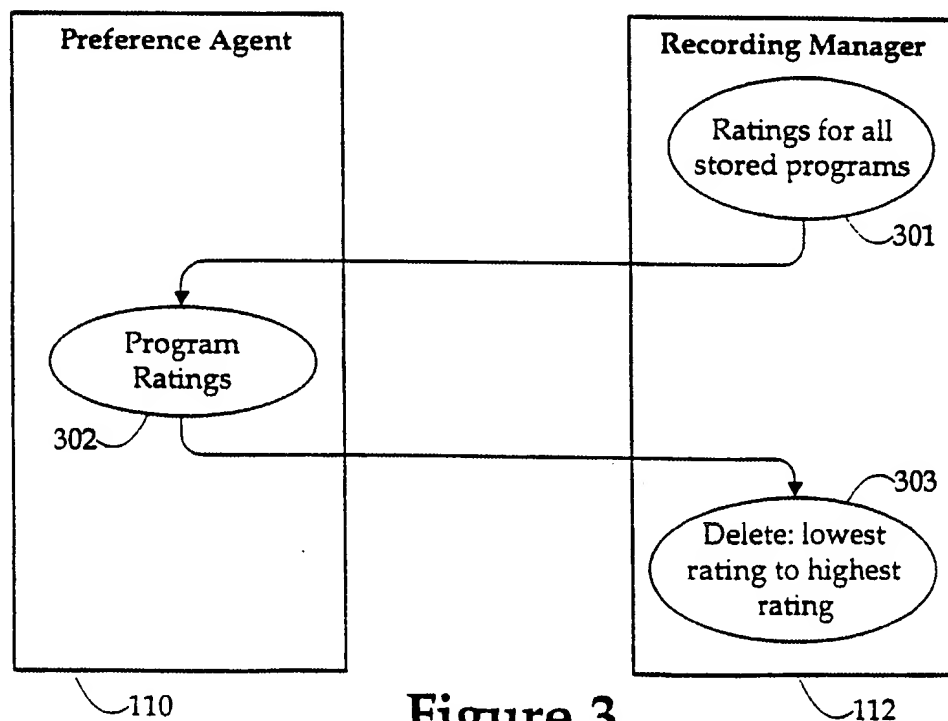 Preference Agent
Recording Manager
Ratings for all
stored programs
301
Program
Ratings
302
303
Delete: lowest
rating to highest
rating
110
112
Figure 3